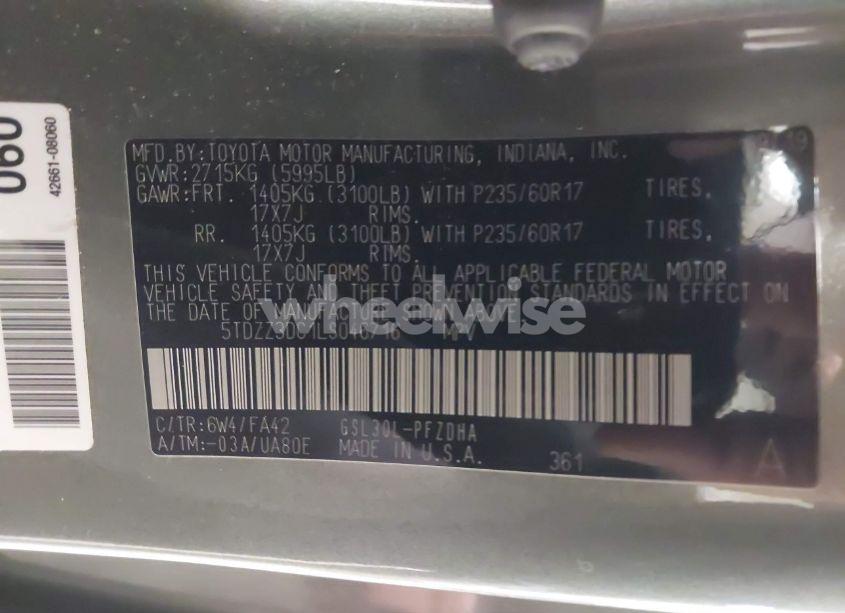 060
42661-08060
MFD.BY:TOYOTA MOTOR MANUFACTURING, INDIANA, INC.
GVWR:2715KG (5995LB)
GAWR:FRT. 1405KG (3100LB) WITH P235/60R17 TIRES,
17X7J RIMS.
RR. 1405KG (3100LB) WITH P235/60R17 TIRES,
17X7J RIMS.
THIS VEHICLE CONFORMS TO ALL APPLICABLE FEDERAL MOTOR
VEHICLE SAFETY AND THEFT PREVENTION STANDARDS IN EFFECT ON
THE DATE OF MANUFACTURE SHOWN ABOVE.
wheelwise
C/TR:6W4/FA42 GSL30L-PFZDHA
A/TM:-03A/UA80E MADE IN U.S.A. 361 A